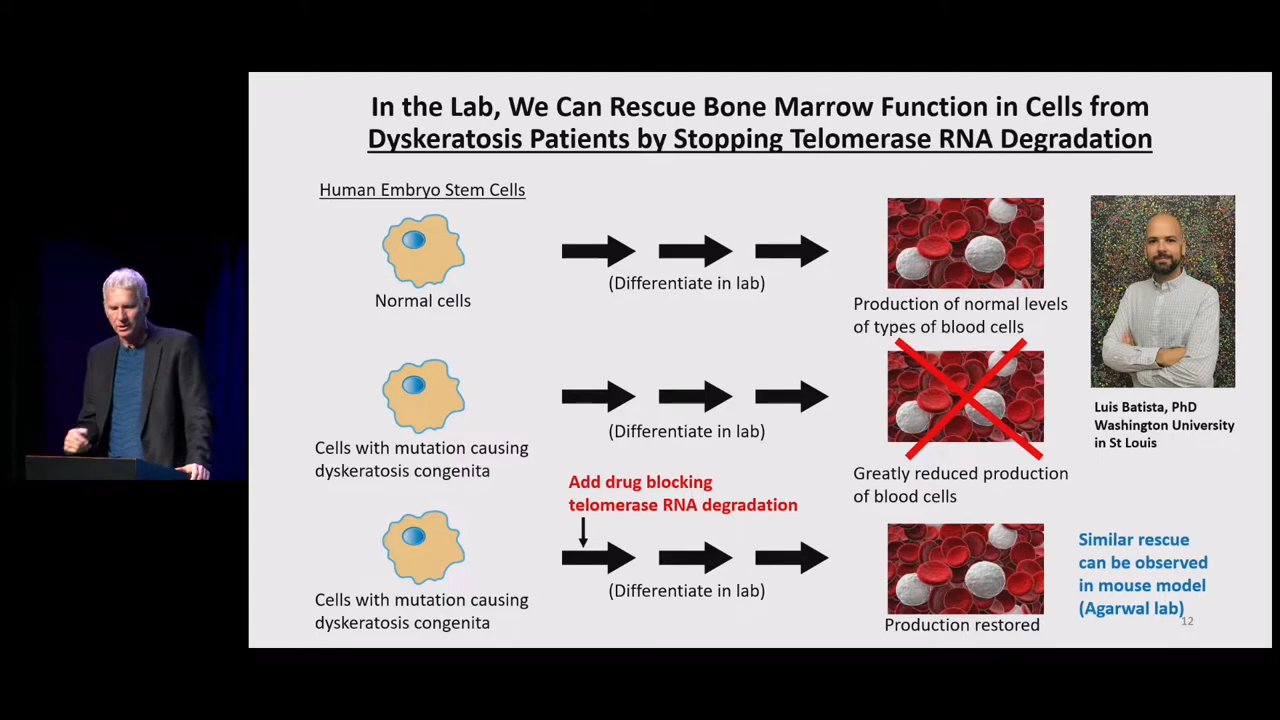 In the Lab, We Can Rescue Bone Marrow Function in Cells from
Dyskeratosis Patients by Stopping Telomerase RNA Degradation
Human Embryo Stem Cells
Normal cells
(Differentiate in lab)
Production of normal levels
of types of blood cells
Cells with mutation causing
dyskeratosis congenita
(Differentiate in lab)
Greatly reduced production
of blood cells
Luis Batista, PhD
Washington University
in St Louis
Add drug blocking
telomerase RNA degradation
Cells with mutation causing
dyskeratosis congenita
(Differentiate in lab)
Production restored
Similar rescue
can be observed
in mouse model
(Agarwal lab)
12